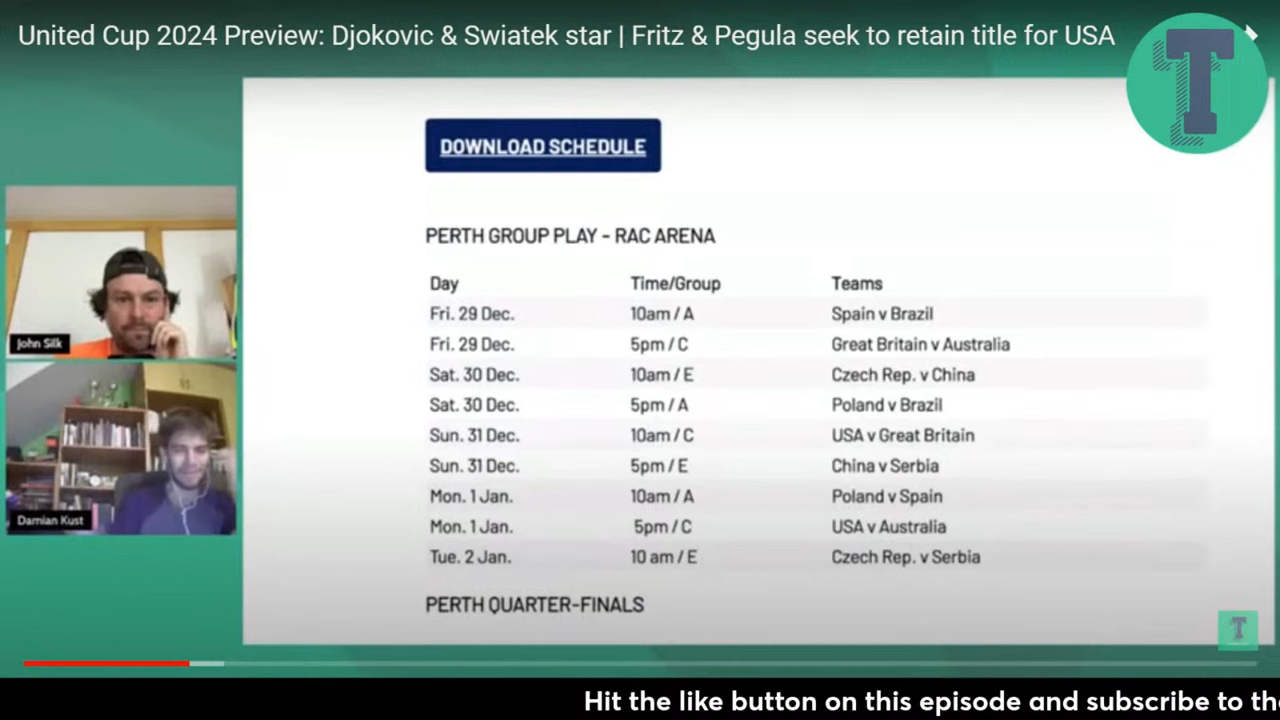 United Cup 2024 Preview: Djokovic & Swiatek star | Fritz & Pegula seek to retain title for USA
T
DOWNLOAD SCHEDULE
PERTH GROUP PLAY - RAC ARENA
Day Time/Group Teams
Fri. 29 Dec. 10am / A Spain v Brazil
Fri. 29 Dec. 5pm / C Great Britain v Australia
Sat. 30 Dec. 10am / E Czech Rep. v China
Sat. 30 Dec. 5pm / A Poland v Brazil
Sun. 31 Dec. 10am / C USA v Great Britain
Sun. 31 Dec. 5pm / E China v Serbia
Mon. 1 Jan. 10am / A Poland v Spain
Mon. 1 Jan. 5pm / C USA v Australia
Tue. 2 Jan. 10 am / E Czech Rep. v Serbia
PERTH QUARTER-FINALS
John Silk
Damian Kust
T
Hit the like button on this episode and subscribe to th